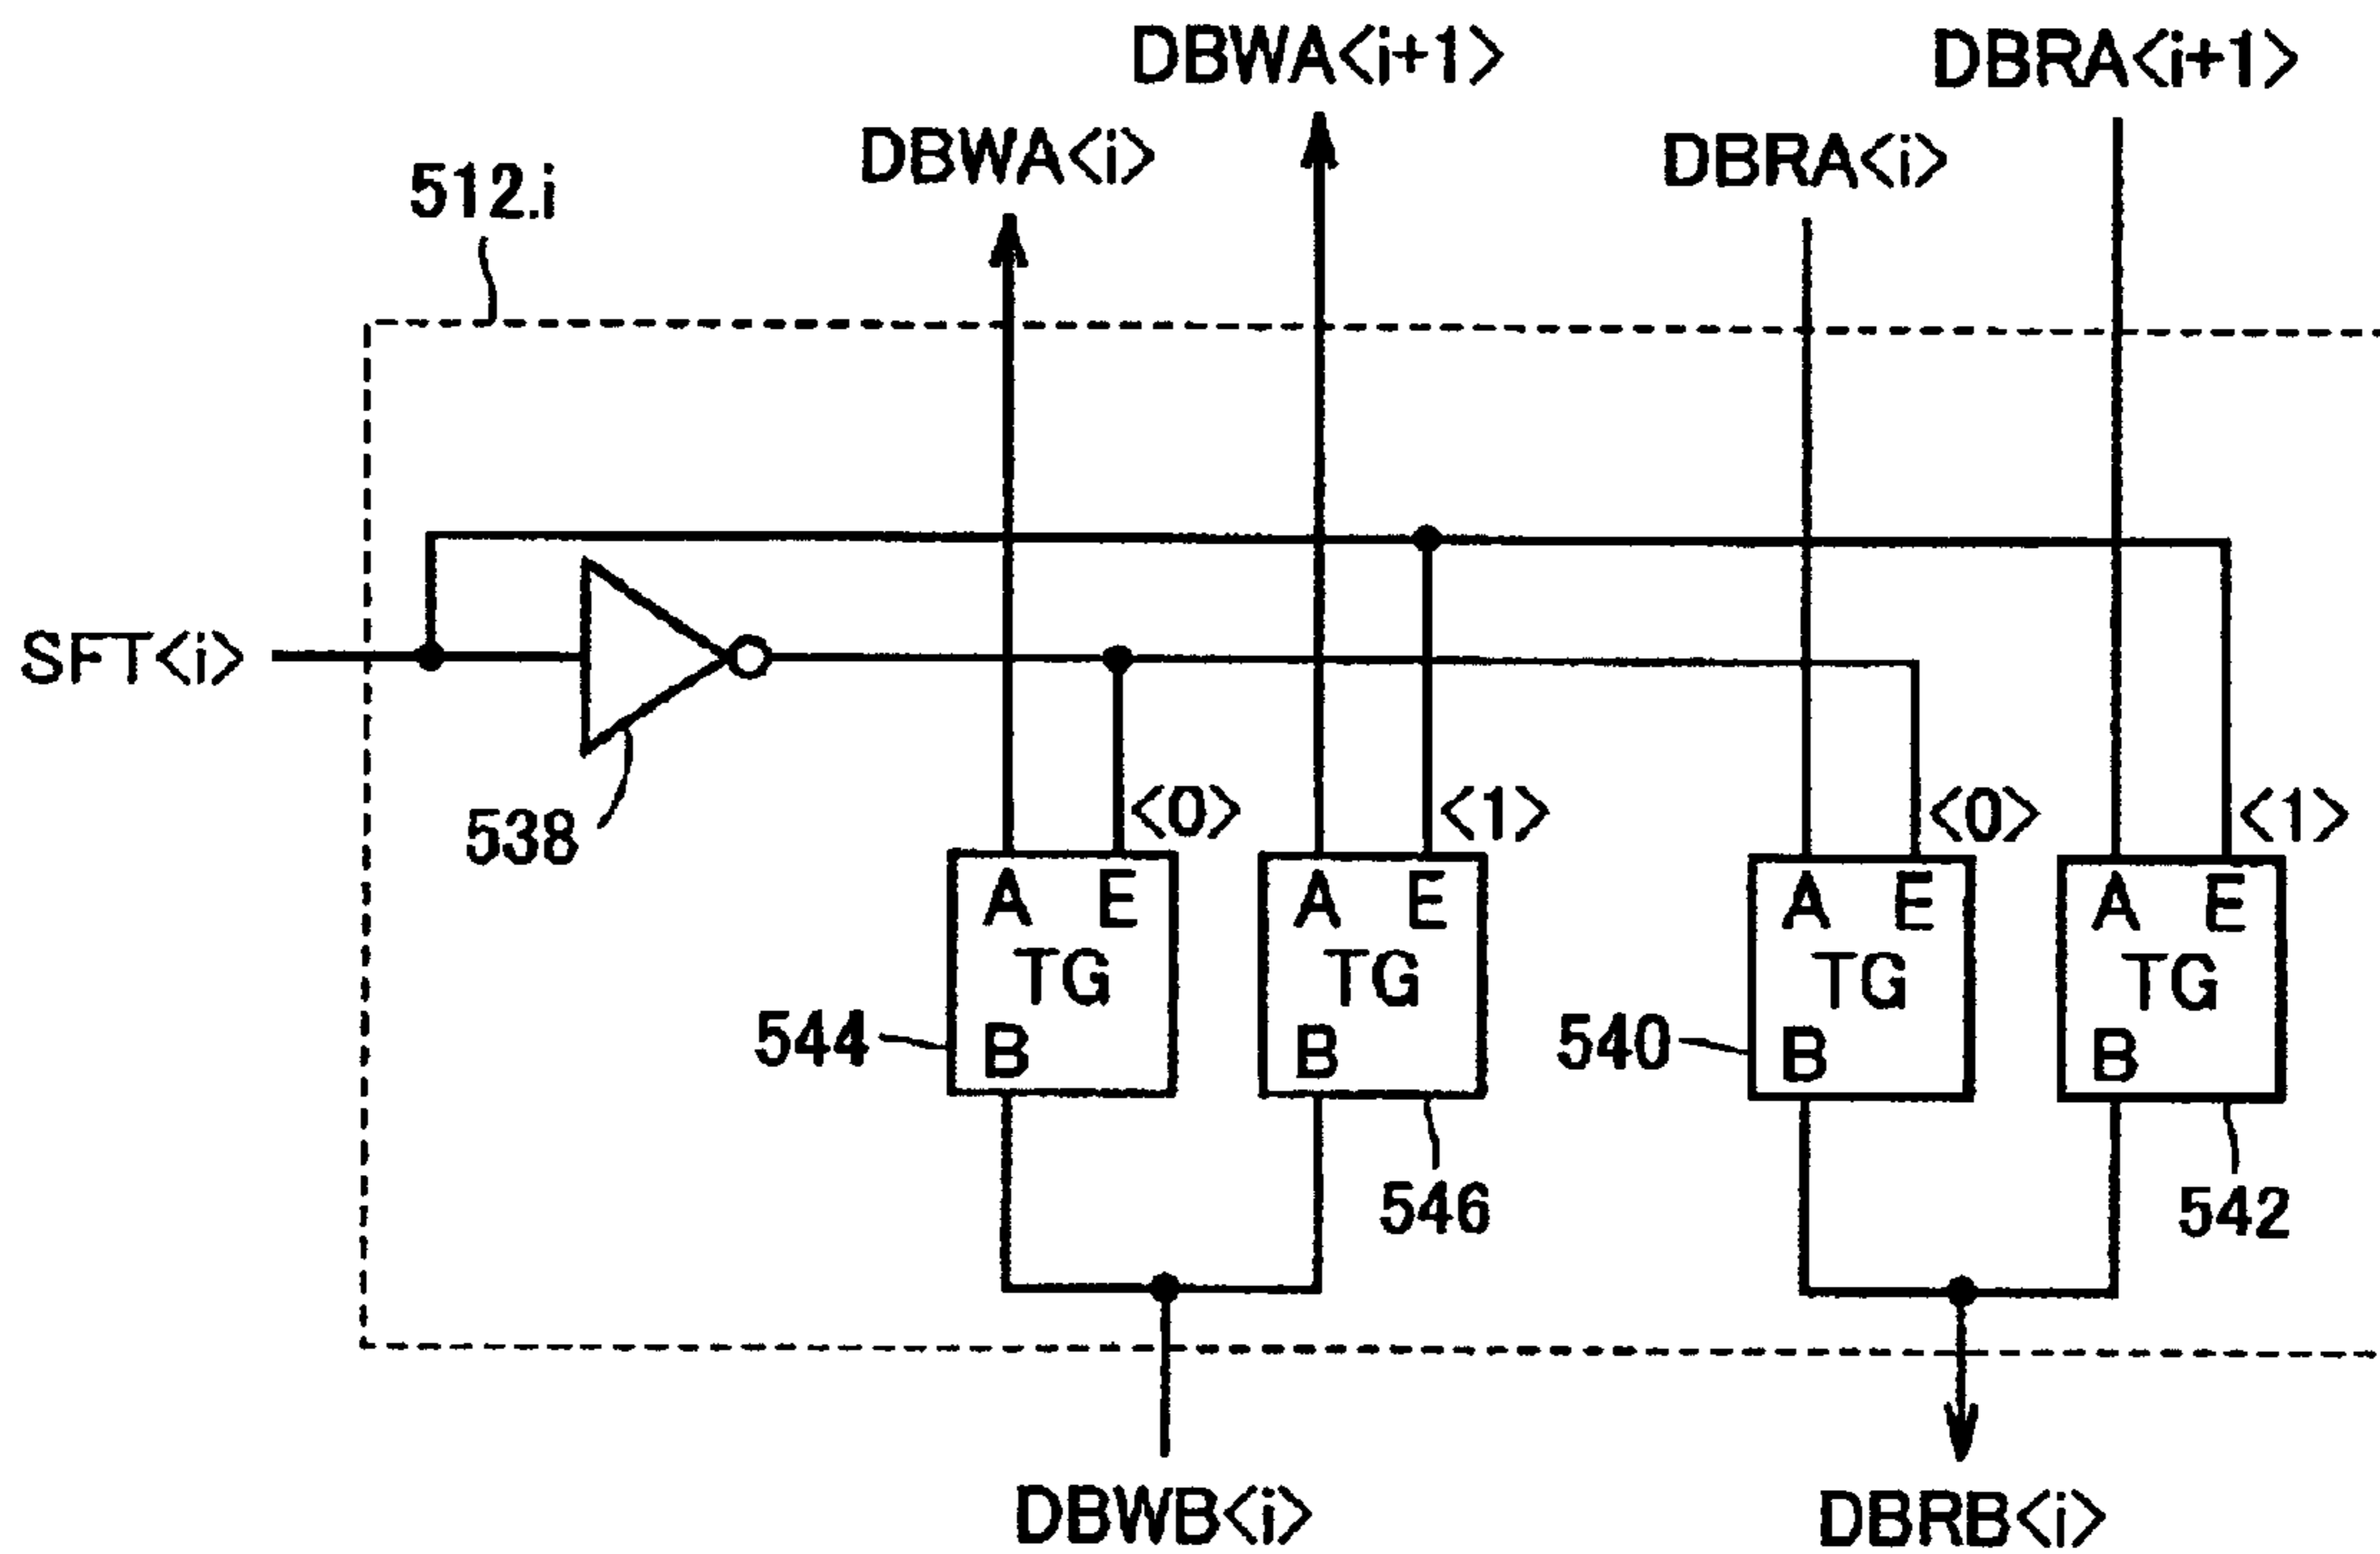 DBWA<i+1>
DBRA<i+1>
DBWA<i>
DBRA<i>
512.i
SFT<i>
538
<0>
<1>
<0>
<1>
A E
TG
B
A E
TG
B
A E
TG
B
A E
TG
B
544
540
546
542
DBWB<i>
DBRB<i>